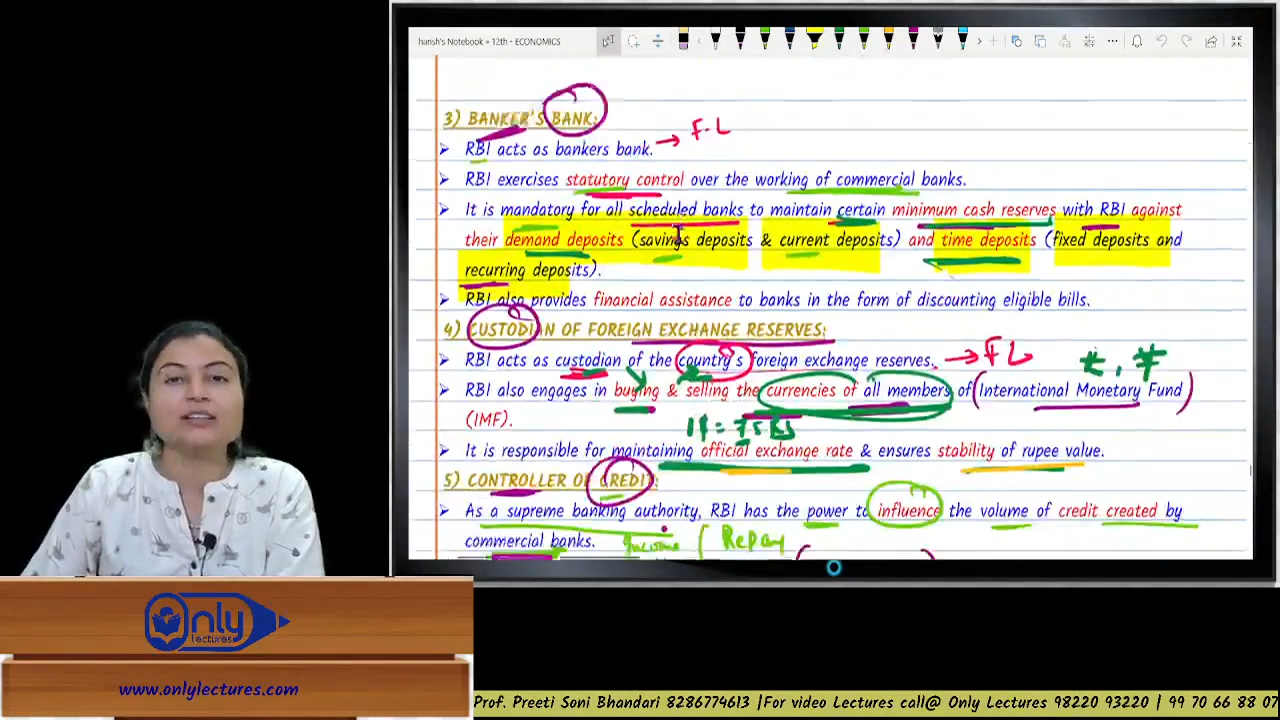 harish's Notebook » 12th - ECONOMICS
3) BANKER'S BANK:
➢ RBI acts as bankers bank. → F.L
➢ RBI exercises statutory control over the working of commercial banks.
➢ It is mandatory for all scheduled banks to maintain certain minimum cash reserves with RBI against
their demand deposits (savings deposits & current deposits) and time deposits (fixed deposits and
recurring deposits).
➢ RBI also provides financial assistance to banks in the form of discounting eligible bills.
4) CUSTODIAN OF FOREIGN EXCHANGE RESERVES:
➢ RBI acts as custodian of the country's foreign exchange reserves. → FL
➢ RBI also engages in buying & selling the currencies of all members of (International Monetary Fund)
(IMF).
➢ It is responsible for maintaining official exchange rate & ensures stability of rupee value.
5) CONTROLLER OF CREDIT:
➢ As a supreme banking authority, RBI has the power to influence the volume of credit created by
commercial banks. Income Repay
Only
lectures
www.onlylectures.com
Prof. Preeti Soni Bhandari 8286774613 |For video Lectures call@ Only Lectures 98220 93220 | 99 70 66 88 07